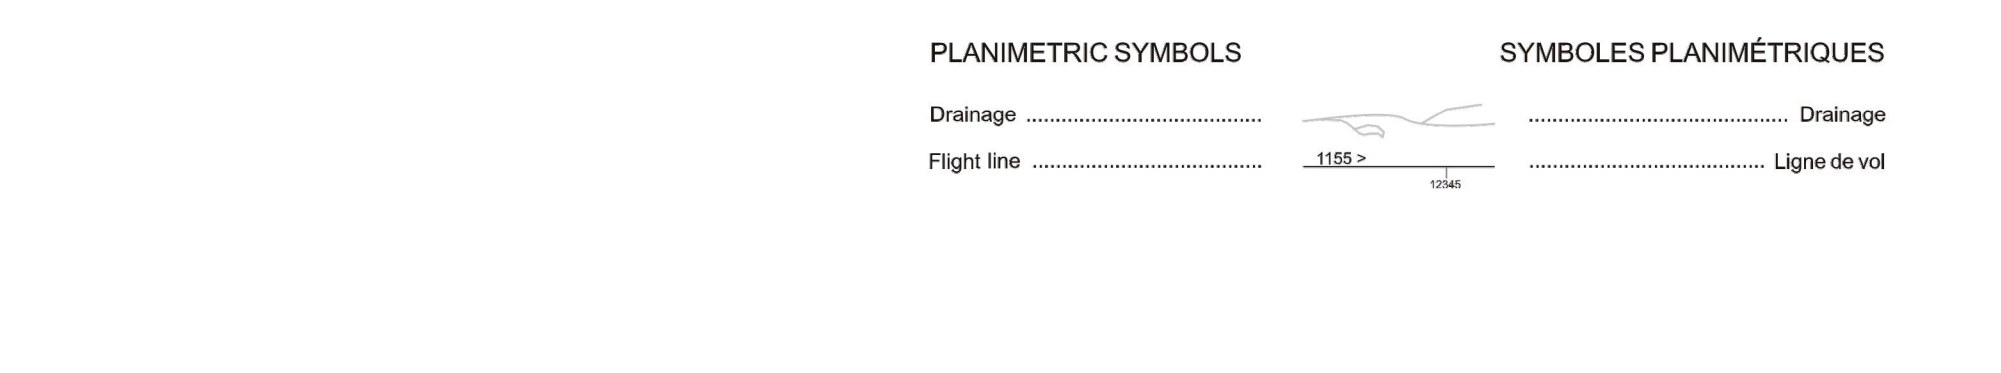 PLANIMETRIC SYMBOLS SYMBOLES PLANIMÉTRIQUES
Drainage ........................................ ............................................ Drainage
Flight line ....................................... 1155 > ........................................ Ligne de vol
12345